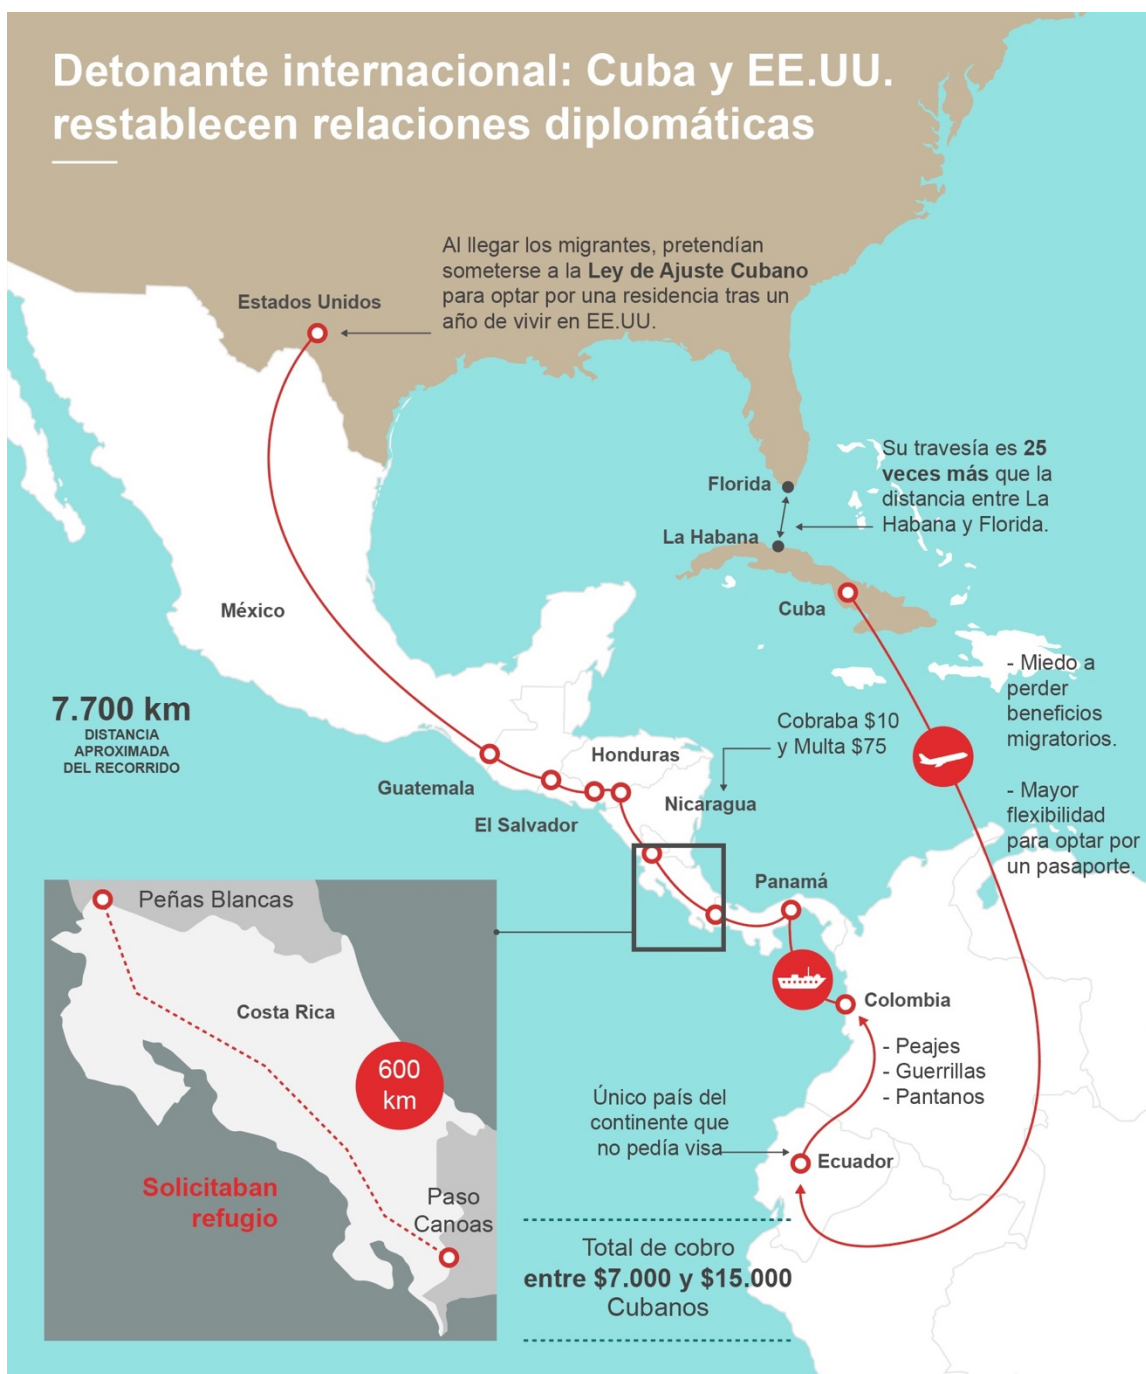 Detonante internacional: Cuba y EE.UU.
restablecen relaciones diplomáticas
Al llegar los migrantes, pretendían
someterse a la Ley de Ajuste Cubano
para optar por una residencia tras un
año de vivir en EE.UU.
Estados Unidos
Su travesía es 25
veces más que la
distancia entre La
Habana y Florida.
Florida
La Habana
Cuba
México
- Miedo a
perder
beneficios
migratorios.
- Mayor
flexibilidad
para optar por
un pasaporte.
7.700 km
DISTANCIA
APROXIMADA
DEL RECORRIDO
Cobraba $10
y Multa $75
Honduras
Guatemala
Nicaragua
El Salvador
Panamá
Peñas Blancas
Costa Rica
600
km
Solicitaban
refugio
Paso
Canoas
Colombia
- Peajes
- Guerrillas
- Pantanos
Único país del
continente que
no pedía visa
Ecuador
Total de cobro
entre $7.000 y $15.000
Cubanos